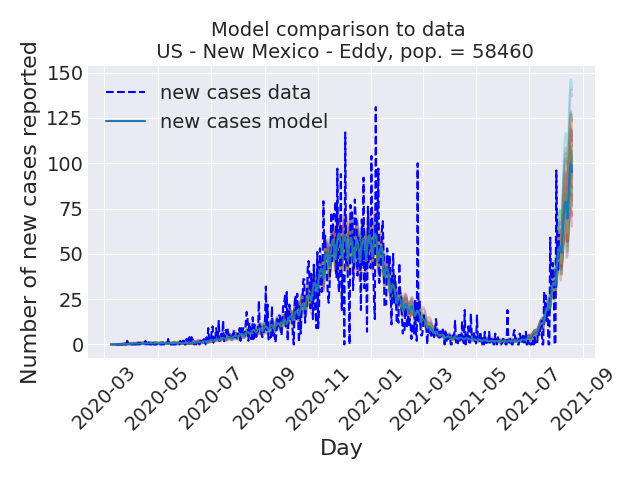 Model comparison to data
US - New Mexico - Eddy, pop. = 58460
Number of new cases reported
150
125
100
75
50
25
0
new cases data
new cases model
2020-03
2020-05
2020-07
2020-09
2020-11
2021-01
2021-03
2021-05
2021-07
2021-09
Day